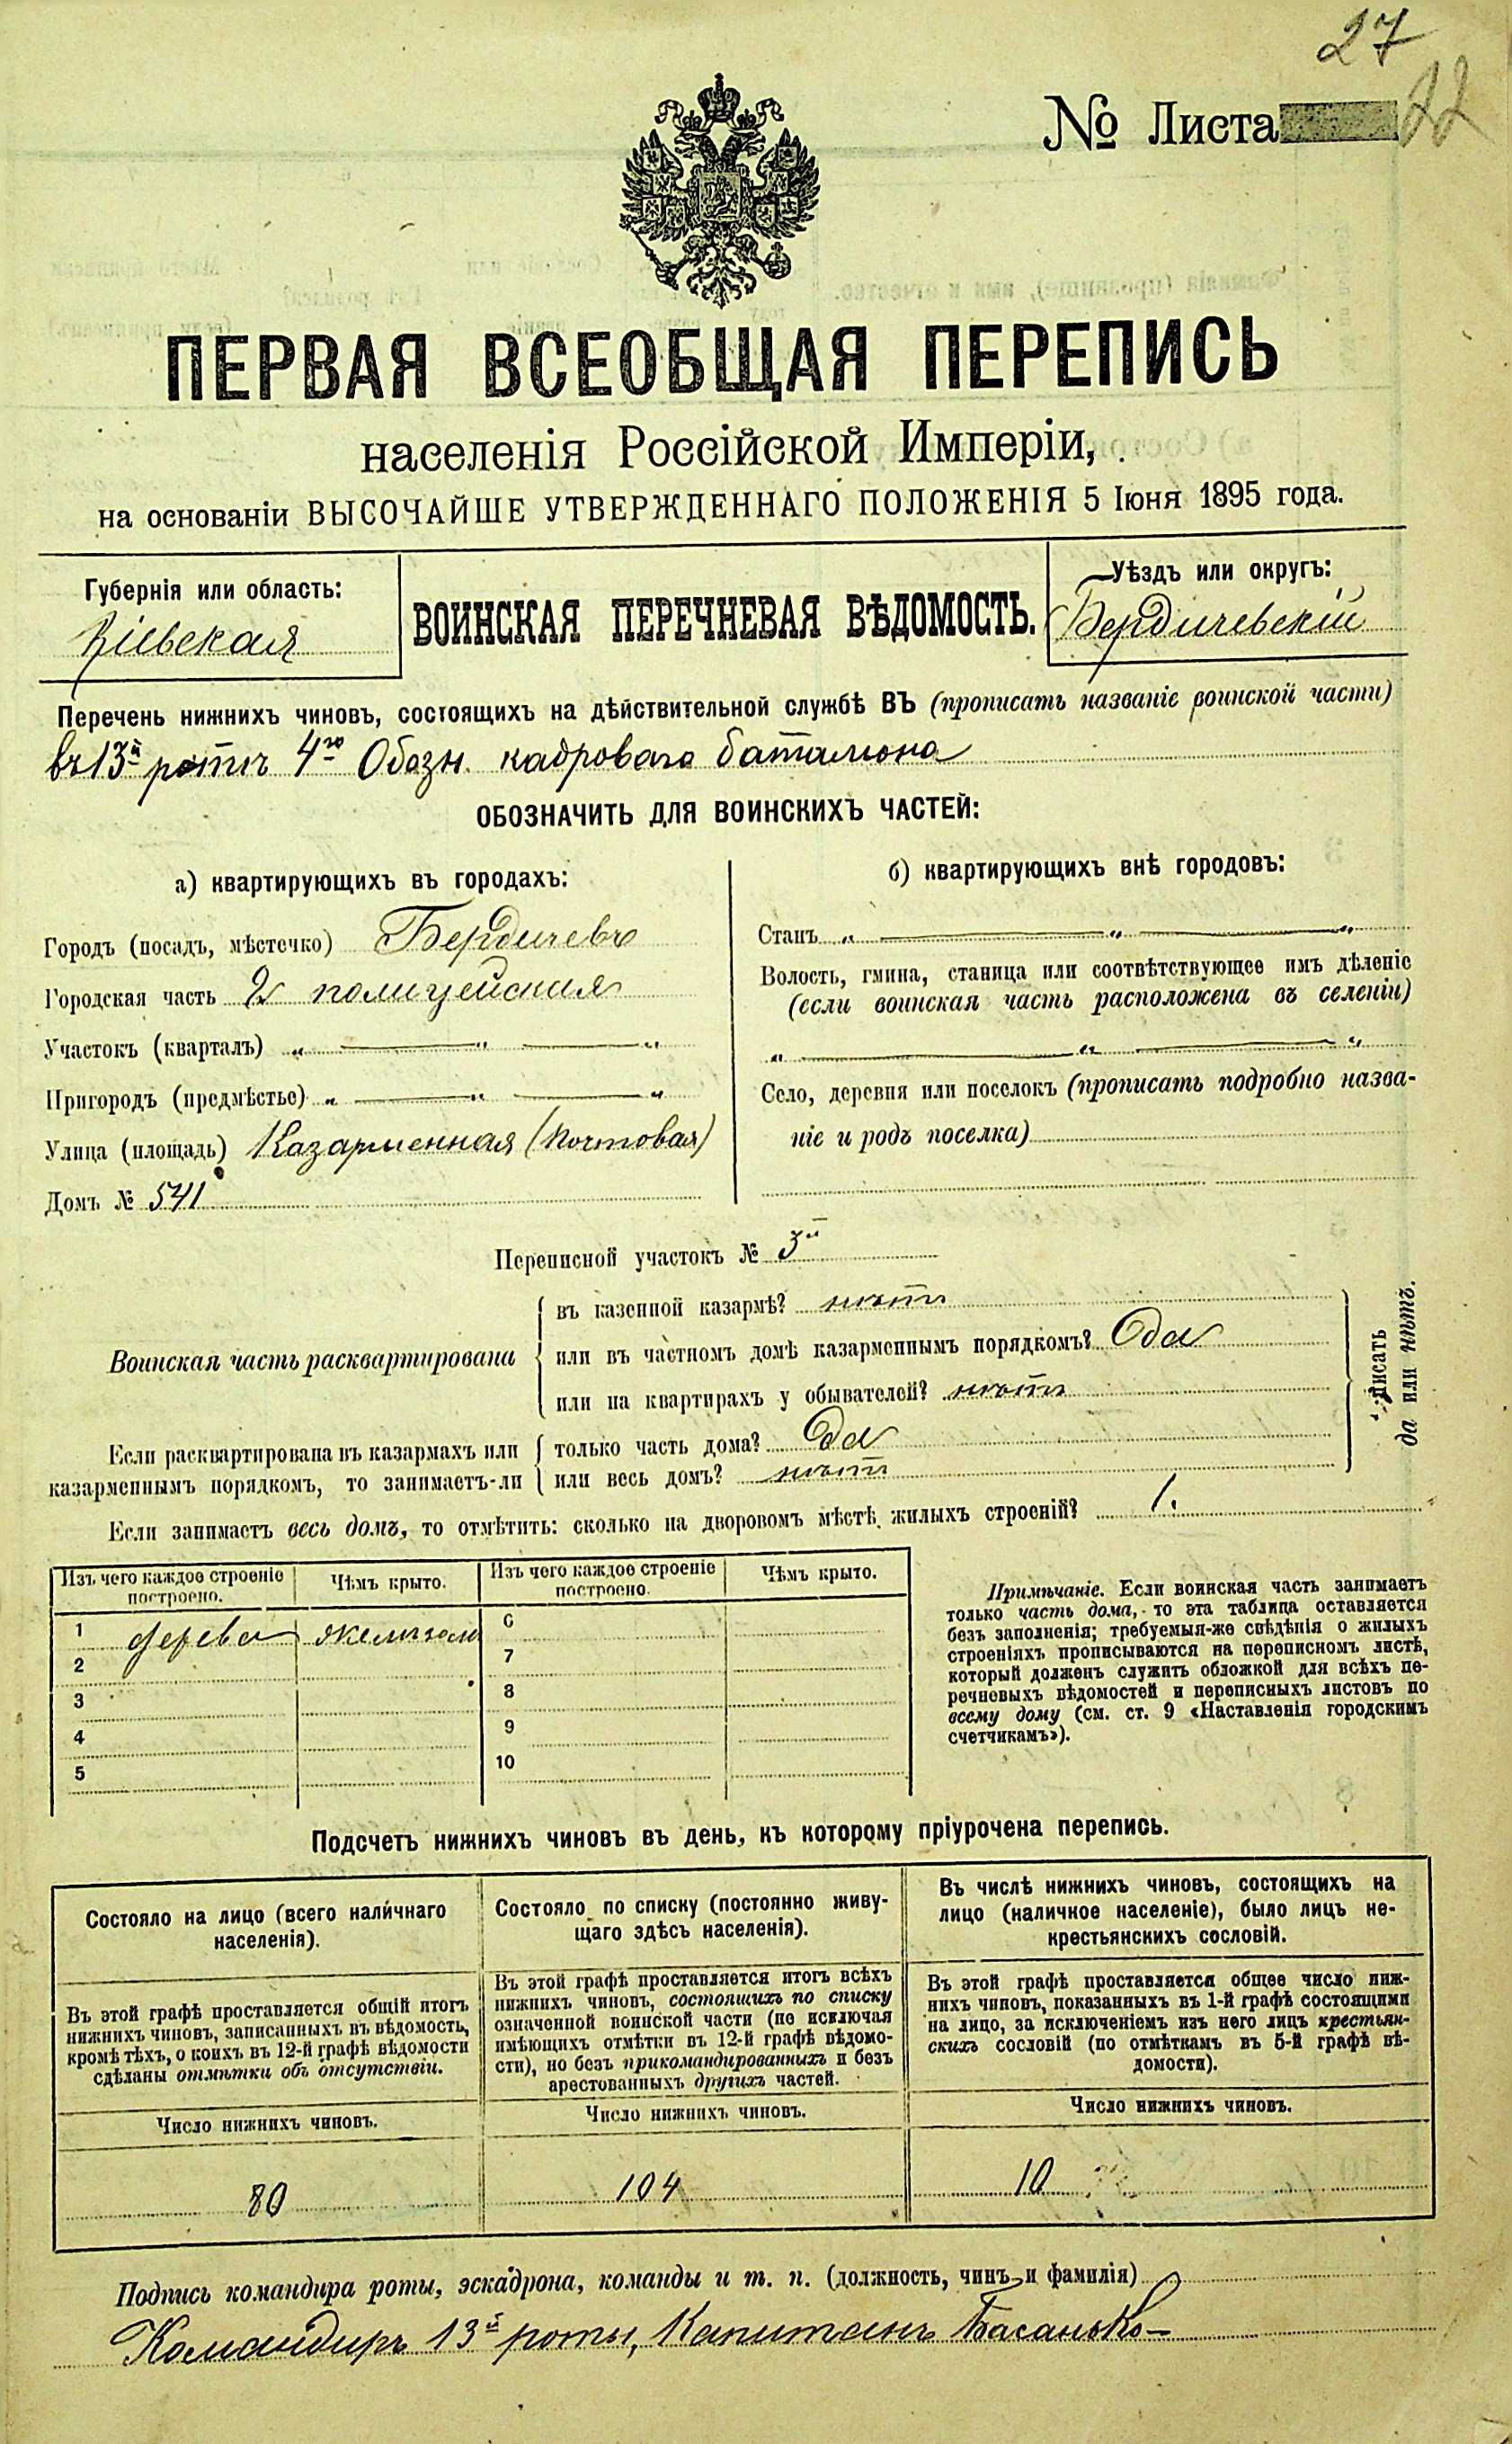 27
22
№ Листа
ПЕРВАЯ ВСЕОБЩАЯ ПЕРЕПИСЬ
населенія Россійской Имперіи,
на основаніи ВЫСОЧАЙШЕ УТВЕРЖДЕННАГО ПОЛОЖЕНІЯ 5 Іюня 1895 года.
Губернія или область:
Кіевская
ВОИНСКАЯ ПЕРЕЧНЕВАЯ ВѢДОМОСТЬ.
Уѣздъ или округъ:
Бердичевскій
Перечень нижнихъ чиновъ, состоящихъ на дѣйствительной службѣ ВЪ (прописать названіе воинской части)
въ 13й ротѣ 4го Обозн. кадроваго баталіона
ОБОЗНАЧИТЬ ДЛЯ ВОИНСКИХЪ ЧАСТЕЙ:
а) квартирующихъ въ городахъ:
Городъ (посадъ, мѣстечко) Бердичевъ
Городская часть 2я полицейская
Участокъ (кварталъ) „ — „ — „
Пригородъ (предмѣстье) „ — „ — „
Улица (площадь) Казарменная (Почтовая)
Домъ № 541
б) квартирующихъ внѣ городовъ:
Станъ „ — „ — „
Волость, гмина, станица или соотвѣтствующее имъ дѣленіе
(если воинская часть расположена въ селеніи)
„ — „ — „
Село, деревня или поселокъ (прописать подробно назва-
ніе и родъ поселка)
Переписной участокъ № 3й
Воинская часть расквартирована
въ казенной казармѣ? нѣтъ
или въ частномъ домѣ казарменнымъ порядкомъ? Да
или на квартирахъ у обывателей? нѣтъ
Если расквартирована въ казармахъ или
казарменнымъ порядкомъ, то занимаетъ-ли
только часть дома? Да
или весь домъ? нѣтъ
Писать
да или нѣтъ.
Если занимаетъ весь домъ, то отмѣтить: сколько на дворовомъ мѣстѣ жилыхъ строеній? 1.
Изъ чего каждое строеніе построено. Чѣмъ крыто. Изъ чего каждое строеніе построено. Чѣмъ крыто.
1 дерева желѣзомъ 6
2 7
3 8
4 9
5 10
Примѣчаніе. Если воинская часть занимаетъ
только часть дома, то эта таблица оставляется
безъ заполненія; требуемыя-же свѣдѣнія о жилыхъ
строеніяхъ прописываются на переписномъ листѣ,
который долженъ служить обложкой для всѣхъ пе-
речневыхъ вѣдомостей и переписныхъ листовъ по
всему дому (см. ст. 9 «Наставленія городскимъ
счетчикамъ»).
Подсчетъ нижнихъ чиновъ въ день, къ которому пріурочена перепись.
Состояло на лицо (всего наличнаго
населенія).
Въ этой графѣ проставляется общій итогъ
нижнихъ чиновъ, записанныхъ въ вѣдомость,
кромѣ тѣхъ, о коихъ въ 12-й графѣ вѣдомости
сдѣланы отмѣтки объ отсутствіи.
Число нижнихъ чиновъ.
80
Состояло по списку (постоянно живу-
щаго здѣсь населенія).
Въ этой графѣ проставляется итогъ всѣхъ
нижнихъ чиновъ, состоящихъ по списку
означенной воинской части (не исключая
имѣющихъ отмѣтки въ 12-й графѣ вѣдомо-
сти), но безъ прикомандированныхъ и безъ
арестованныхъ другихъ частей.
Число нижнихъ чиновъ.
104
Въ числѣ нижнихъ чиновъ, состоящихъ на
лицо (наличное населеніе), было лицъ не-
крестьянскихъ сословій.
Въ этой графѣ проставляется общее число ниж-
нихъ чиновъ, показанныхъ въ 1-й графѣ состоящими
на лицо, за исключеніемъ изъ него лицъ крестьян-
скихъ сословій (по отмѣткамъ въ 5-й графѣ вѣ-
домости).
Число нижнихъ чиновъ.
10
Подпись командира роты, эскадрона, команды и т. п. (должность, чинъ и фамилія)
Командиръ 13й роты, Капитанъ Басанько